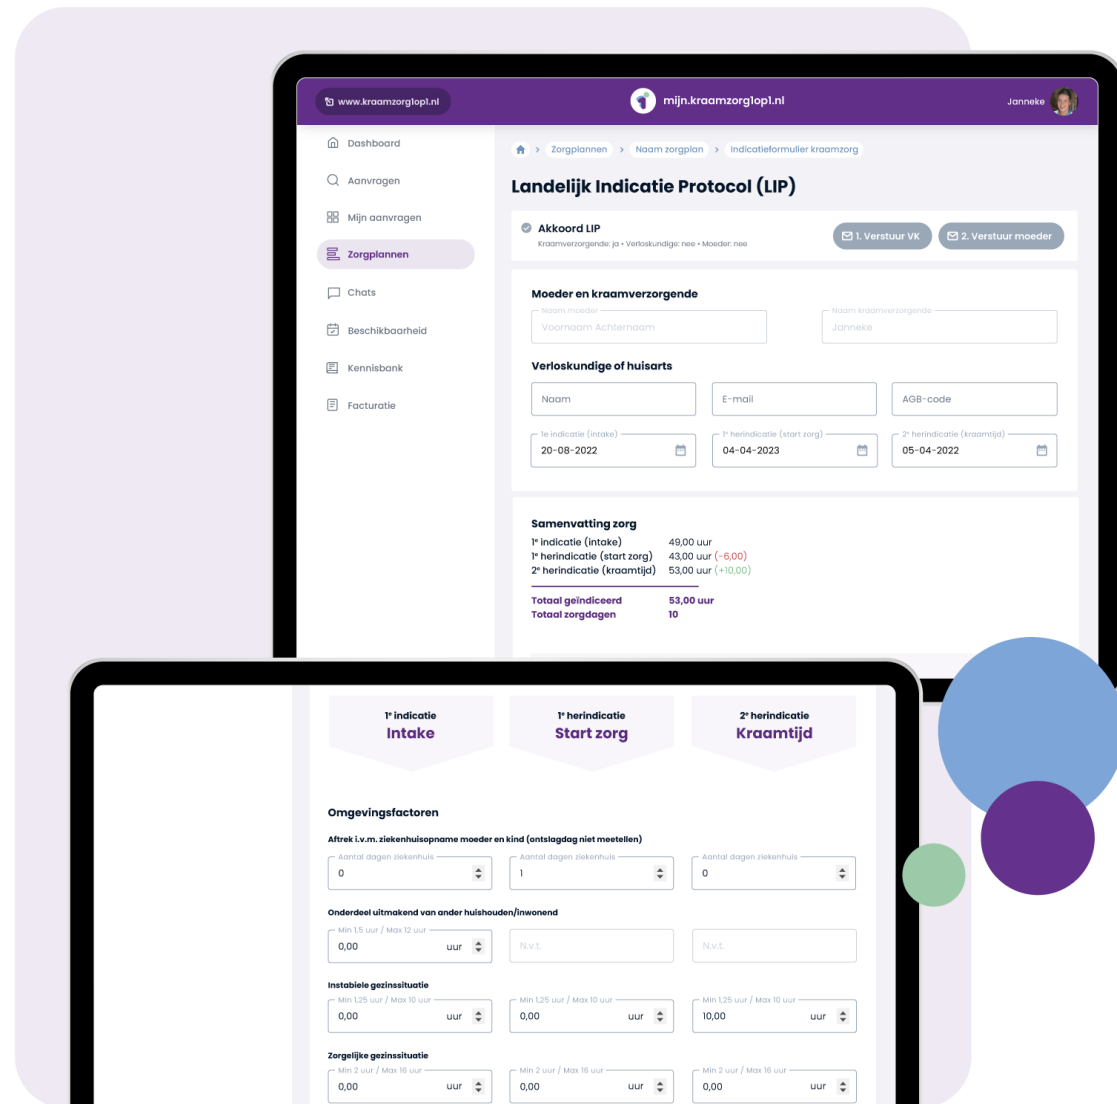 www.kraamzorg1op1.nl
mijn.kraamzorg1op1.nl
Janneke
Dashboard
Aanvragen
Mijn aanvragen
Zorgplannen
Chats
Beschikbaarheid
Kennisbank
Facturatie
> Zorgplannen > Naam zorgplan > Indicatieformulier kraamzorg
Landelijk Indicatie Protocol (LIP)
Akkoord LIP
Kraamverzorgende: ja • Verloskundige: nee • Moeder: nee
1. Verstuur VK
2. Verstuur moeder
Moeder en kraamverzorgende
Naam moeder
Voornaam Achternaam
Naam kraamverzorgende
Janneke
Verloskundige of huisarts
Naam
E-mail
AGB-code
1e indicatie (intake)
20-08-2022
1ᵉ herindicatie (start zorg)
04-04-2023
2ᵉ herindicatie (kraamtijd)
05-04-2022
Samenvatting zorg
1ᵉ indicatie (intake) 49,00 uur
1ᵉ herindicatie (start zorg) 43,00 uur (-6,00)
2ᵉ herindicatie (kraamtijd) 53,00 uur (+10,00)
Totaal geïndiceerd 53,00 uur
Totaal zorgdagen 10
1ᵉ indicatie
Intake
1ᵉ herindicatie
Start zorg
2ᵉ herindicatie
Kraamtijd
Omgevingsfactoren
Aftrek i.v.m. ziekenhuisopname moeder en kind (ontslagdag niet meetellen)
Aantal dagen ziekenhuis
0
Aantal dagen ziekenhuis
1
Aantal dagen ziekenhuis
0
Onderdeel uitmakend van ander huishouden/inwonend
Min 1,5 uur / Max 12 uur
0,00 uur
N.v.t.
N.v.t.
Instabiele gezinssituatie
Min 1,25 uur / Max 10 uur
0,00 uur
Min 1,25 uur / Max 10 uur
0,00 uur
Min 1,25 uur / Max 10 uur
10,00 uur
Zorgelijke gezinssituatie
Min 2 uur / Max 16 uur
0,00 uur
Min 2 uur / Max 16 uur
0,00 uur
Min 2 uur / Max 16 uur
0,00 uur